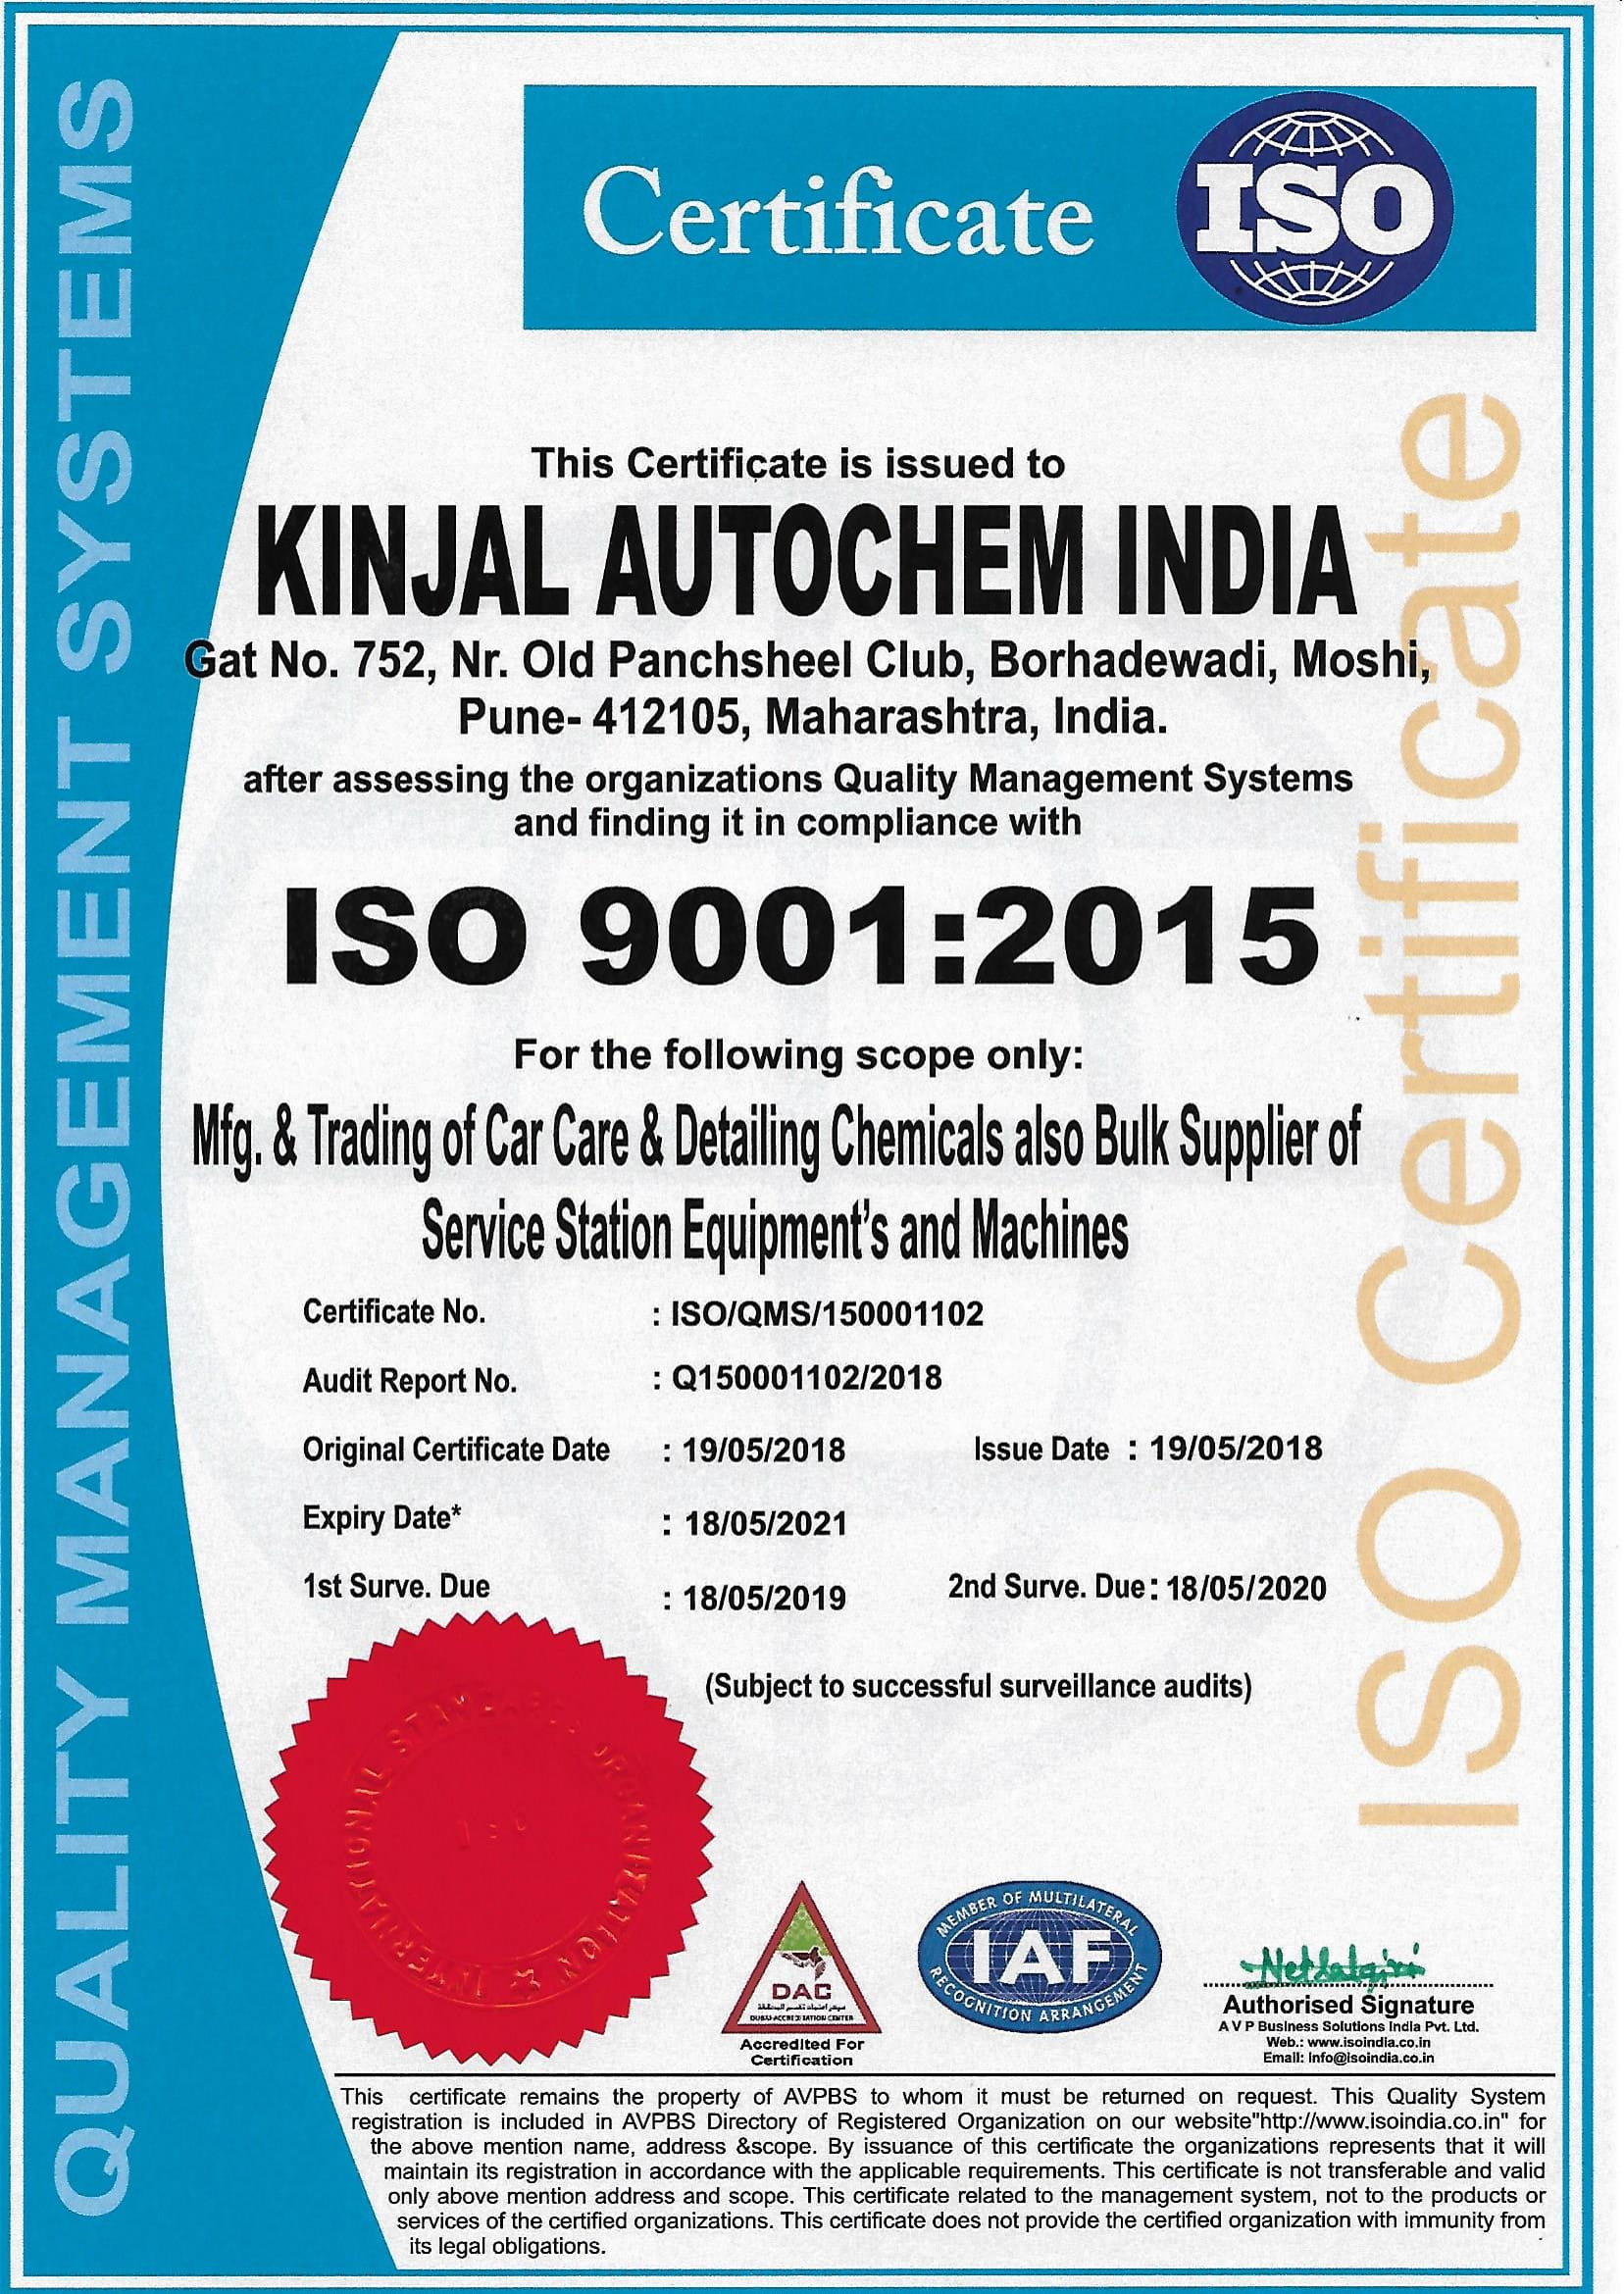 QUALITY MANAGEMENT SYSTEMS
Certificate
ISO
ISO Certificate
This Certificate is issued to
KINJAL AUTOCHEM INDIA
Gat No. 752, Nr. Old Panchsheel Club, Borhadewadi, Moshi,
Pune- 412105, Maharashtra, India.
after assessing the organizations Quality Management Systems
and finding it in compliance with
ISO 9001:2015
For the following scope only:
Mfg. & Trading of Car Care & Detailing Chemicals also Bulk Supplier of
Service Station Equipment's and Machines
Certificate No. : ISO/QMS/150001102
Audit Report No. : Q150001102/2018
Original Certificate Date : 19/05/2018 Issue Date : 19/05/2018
Expiry Date* : 18/05/2021
1st Surve. Due : 18/05/2019 2nd Surve. Due : 18/05/2020
(Subject to successful surveillance audits)
INTERNATIONAL STANDARDS ORGANIZATION
DAC
DUBAI ACCREDITATION CENTER
Accredited For
Certification
MEMBER OF MULTILATERAL
IAF
RECOGNITION ARRANGEMENT
Authorised Signature
A V P Business Solutions India Pvt. Ltd.
Web.: www.isoindia.co.in
Email: info@isoindia.co.in
This certificate remains the property of AVPBS to whom it must be returned on request. This Quality System
registration is included in AVPBS Directory of Registered Organization on our website"http://www.isoindia.co.in" for
the above mention name, address &scope. By issuance of this certificate the organizations represents that it will
maintain its registration in accordance with the applicable requirements. This certificate is not transferable and valid
only above mention address and scope. This certificate related to the management system, not to the products or
services of the certified organizations. This certificate does not provide the certified organization with immunity from
its legal obligations.